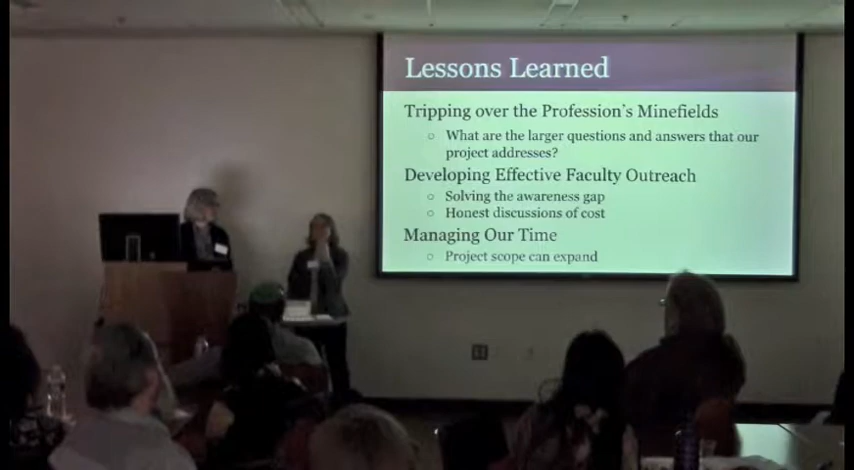 Lessons Learned
Tripping over the Profession's Minefields
○ What are the larger questions and answers that our
project addresses?
Developing Effective Faculty Outreach
○ Solving the awareness gap
○ Honest discussions of cost
Managing Our Time
○ Project scope can expand